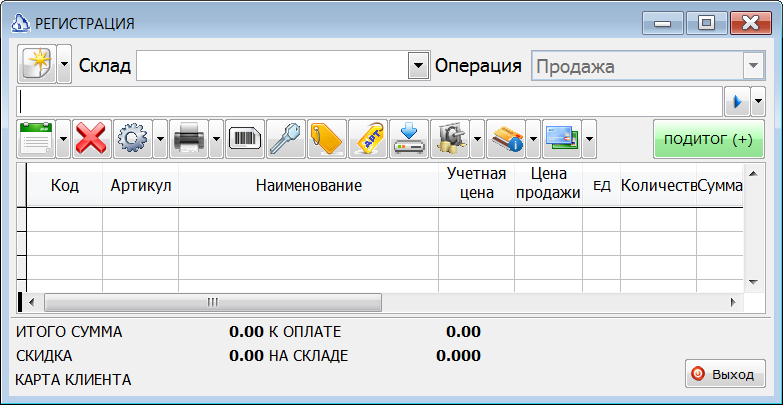 РЕГИСТРАЦИЯ
Склад Операция Продажа
АРТ ПОДИТОГ (+)
Код Артикул Наименование Учетная цена Цена продажи ЕД Количеств Сумма
ИТОГО СУММА 0.00 К ОПЛАТЕ 0.00
СКИДКА 0.00 НА СКЛАДЕ 0.000
КАРТА КЛИЕНТА Выход